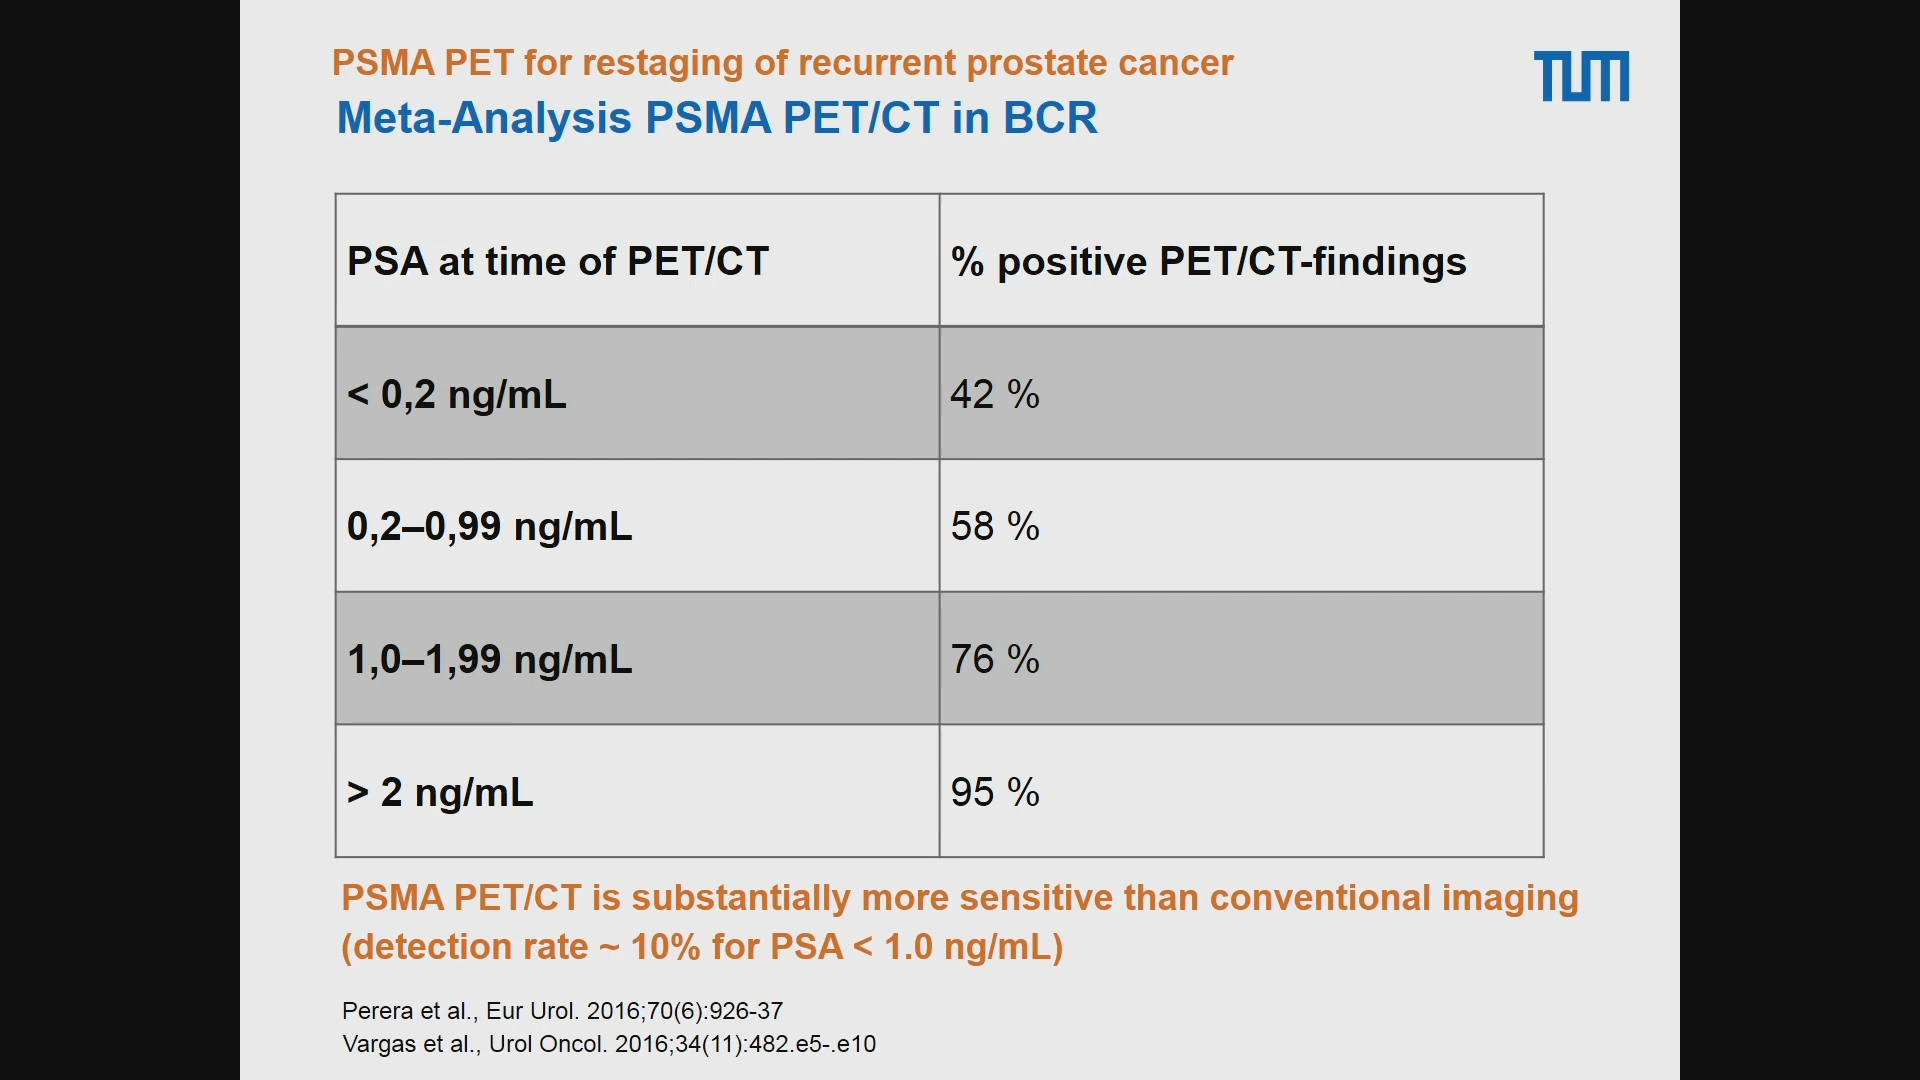 PSMA PET for restaging of recurrent prostate cancer
TUM
Meta-Analysis PSMA PET/CT in BCR
PSA at time of PET/CT % positive PET/CT-findings
< 0,2 ng/mL 42 %
0,2–0,99 ng/mL 58 %
1,0–1,99 ng/mL 76 %
> 2 ng/mL 95 %
PSMA PET/CT is substantially more sensitive than conventional imaging
(detection rate ~ 10% for PSA < 1.0 ng/mL)
Perera et al., Eur Urol. 2016;70(6):926-37
Vargas et al., Urol Oncol. 2016;34(11):482.e5-.e10